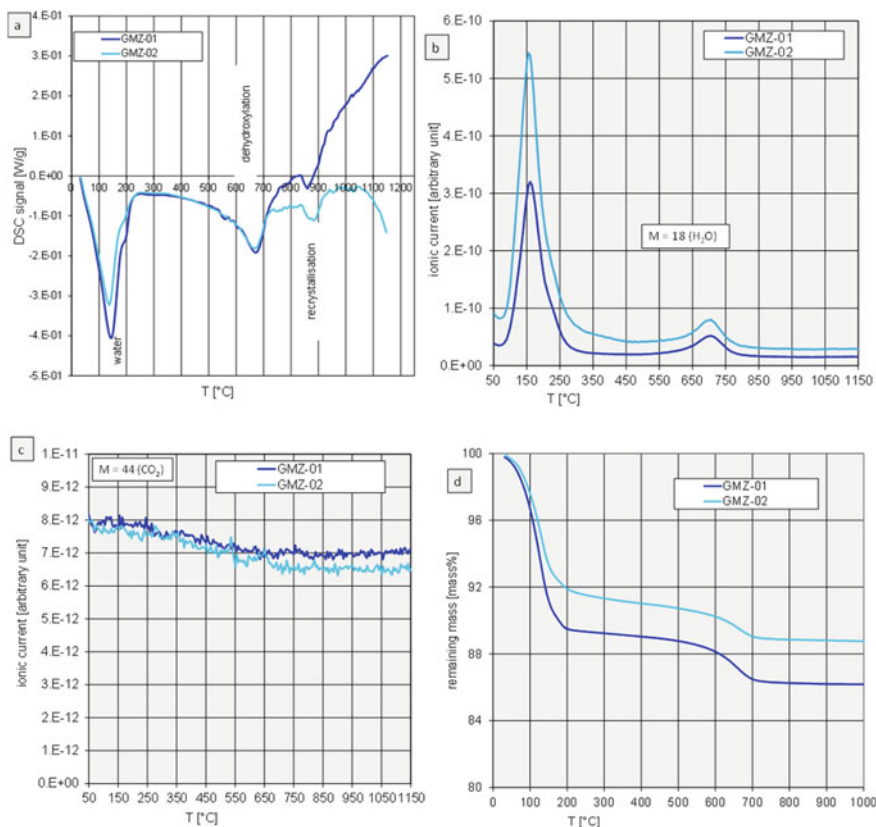 a
GMZ-01
GMZ-02
4.E-01
3.E-01
2.E-01
1.E-01
0.E+00
-1.E-01
-2.E-01
-3.E-01
-4.E-01
-5.E-01
DSC signal [W/g]
0 100 200 300 400 500 600 700 800 900 1000 1100 1200
dehydroxylation
recrystallisation
water
T [°C]
b
GMZ-01
GMZ-02
6.E-10
5.E-10
4.E-10
3.E-10
2.E-10
1.E-10
0.E+00
ionic current [arbitrary unit]
M = 18 (H₂O)
50 150 250 350 450 550 650 750 850 950 1050 1150
T [°C]
c
M = 44 (CO₂)
GMZ-01
GMZ-02
1.E-11
9.E-12
8.E-12
7.E-12
6.E-12
5.E-12
4.E-12
3.E-12
2.E-12
1.E-12
0.E+00
ionic current [arbitrary unit]
50 150 250 350 450 550 650 750 850 950 1050 1150
T [°C]
d
GMZ-01
GMZ-02
100
96
92
88
84
80
remaining mass [mass%]
0 100 200 300 400 500 600 700 800 900 1000
T [°C]